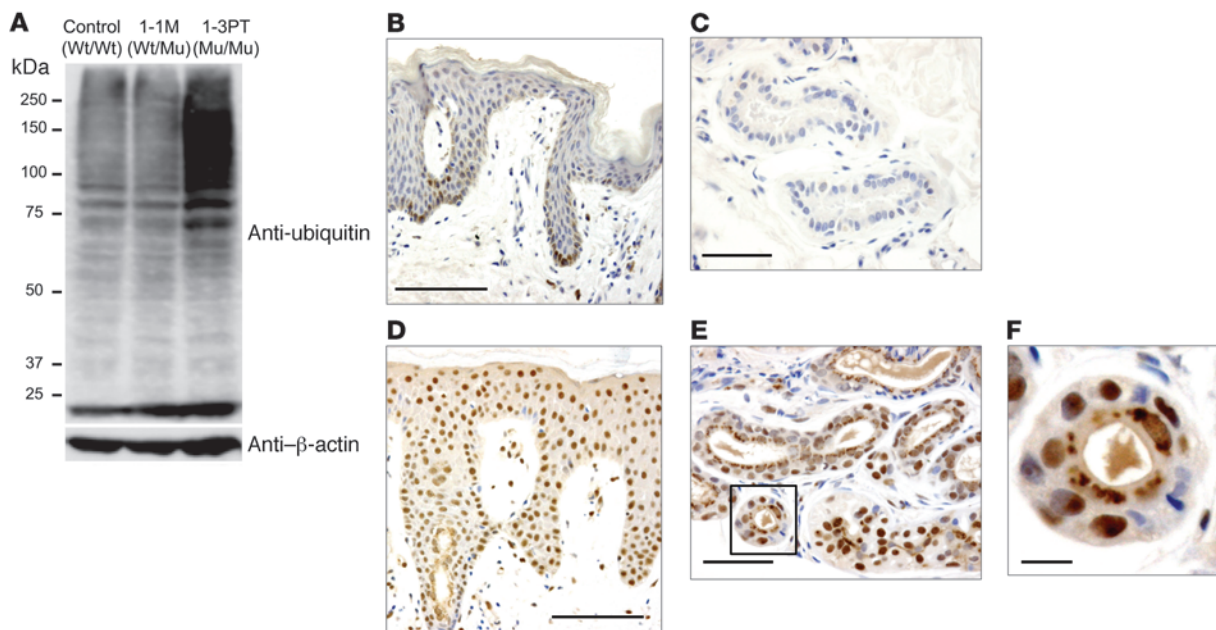 A
Control 1-1M 1-3PT
(Wt/Wt) (Wt/Mu) (Mu/Mu)
kDa
250
150
100
75
Anti-ubiquitin
50
37
25
Anti–β-actin
B
C
D
E
F